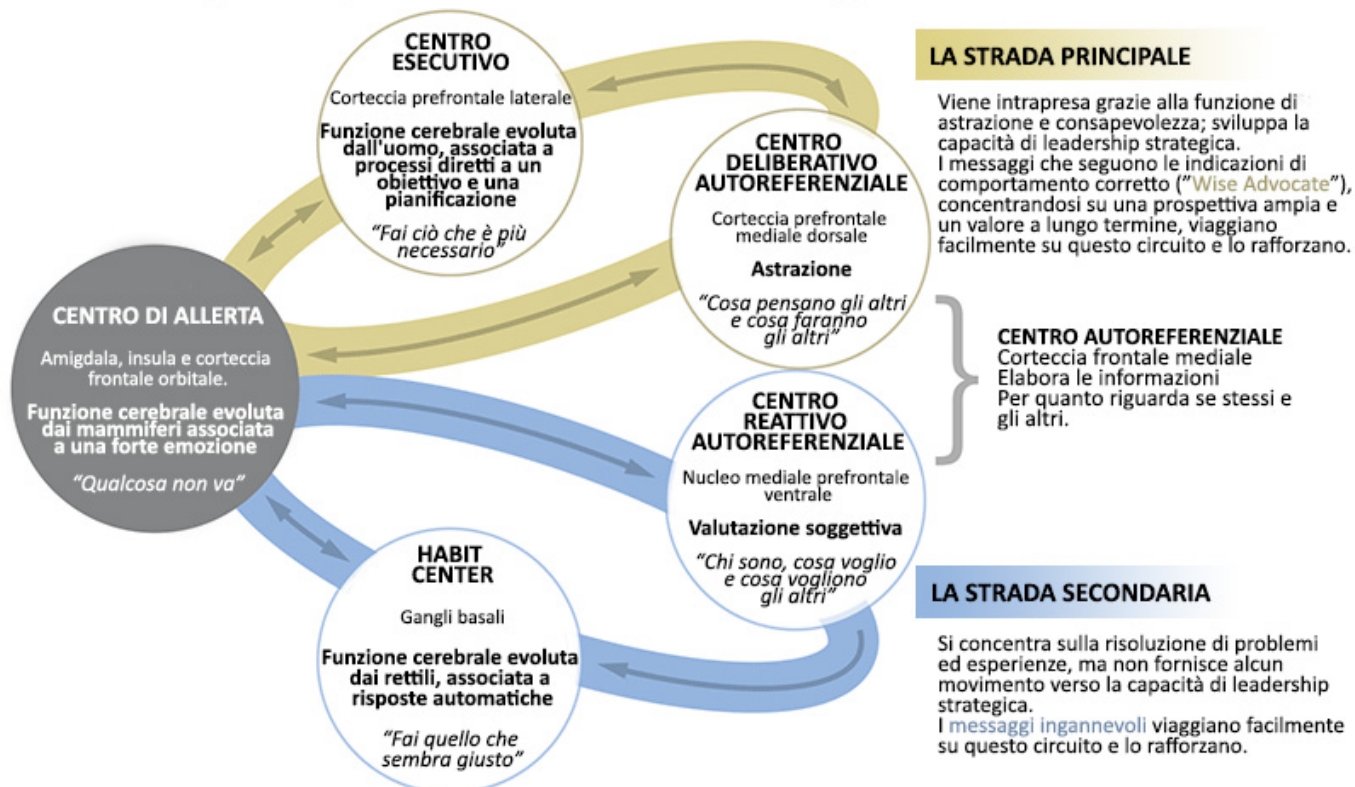 CENTRO
ESECUTIVO
Corteccia prefrontale laterale
Funzione cerebrale evoluta
dall'uomo, associata a
processi diretti a un
obiettivo e una
pianificazione
"Fai ciò che è più
necessario"
CENTRO
DELIBERATIVO
AUTOREFERENZIALE
Corteccia prefrontale
mediale dorsale
Astrazione
"Cosa pensano gli altri
e cosa faranno
gli altri"
CENTRO DI ALLERTA
Amigdala, insula e corteccia
frontale orbitale.
Funzione cerebrale evoluta
dai mammiferi associata
a una forte emozione
"Qualcosa non va"
CENTRO
REATTIVO
AUTOREFERENZIALE
Nucleo mediale prefrontale
ventrale
Valutazione soggettiva
"Chi sono, cosa voglio
e cosa vogliono
gli altri"
HABIT
CENTER
Gangli basali
Funzione cerebrale evoluta
dai rettili, associata a
risposte automatiche
"Fai quello che
sembra giusto"
LA STRADA PRINCIPALE
Viene intrapresa grazie alla funzione di
astrazione e consapevolezza; sviluppa la
capacità di leadership strategica.
I messaggi che seguono le indicazioni di
comportamento corretto ("Wise Advocate"),
concentrandosi su una prospettiva ampia e
un valore a lungo termine, viaggiano
facilmente su questo circuito e lo rafforzano.
CENTRO AUTOREFERENZIALE
Corteccia frontale mediale
Elabora le informazioni
Per quanto riguarda se stessi e
gli altri.
LA STRADA SECONDARIA
Si concentra sulla risoluzione di problemi
ed esperienze, ma non fornisce alcun
movimento verso la capacità di leadership
strategica.
I messaggi ingannevoli viaggiano facilmente
su questo circuito e lo rafforzano.